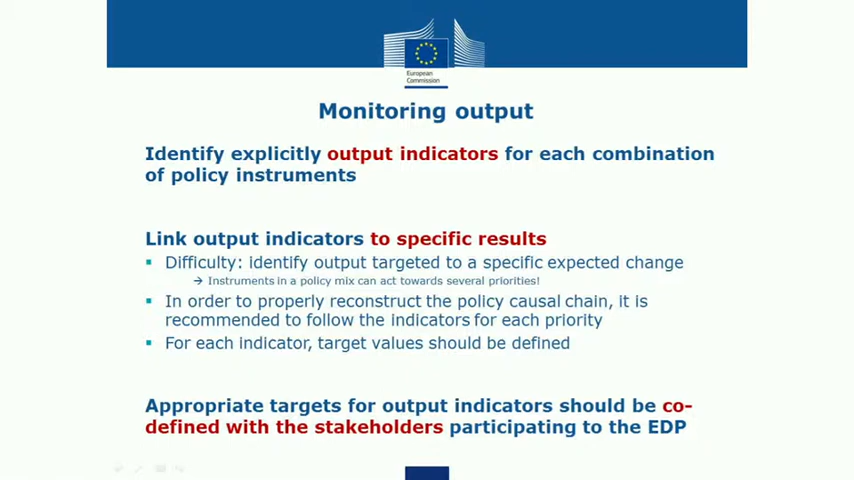 European
Commission
Monitoring output
Identify explicitly output indicators for each combination
of policy instruments
Link output indicators to specific results
▪ Difficulty: identify output targeted to a specific expected change
→ Instruments in a policy mix can act towards several priorities!
▪ In order to properly reconstruct the policy causal chain, it is
recommended to follow the indicators for each priority
▪ For each indicator, target values should be defined
Appropriate targets for output indicators should be co-
defined with the stakeholders participating to the EDP